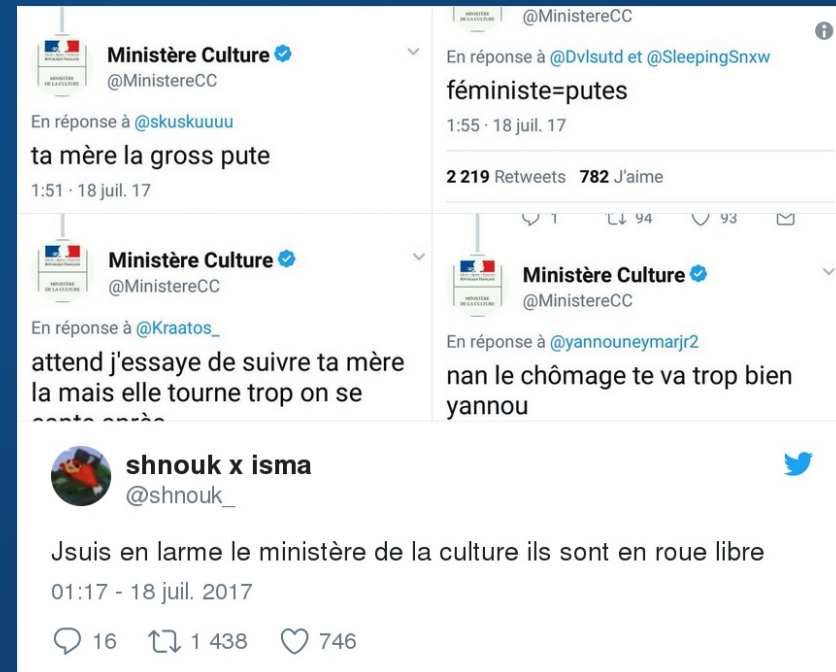 Ministère Culture
@MinistereCC
En réponse à @skuskuuuu
ta mère la gross pute
1:51 · 18 juil. 17
@MinistereCC
En réponse à @Dvlsutd et @SleepingSnxw
féministe=putes
1:55 · 18 juil. 17
2 219 Retweets 782 J'aime
Ministère Culture
@MinistereCC
En réponse à @Kraatos_
attend j'essaye de suivre ta mère
la mais elle tourne trop on se
1 94 93
Ministère Culture
@MinistereCC
En réponse à @yannouneymarjr2
nan le chômage te va trop bien
yannou
shnouk x isma
@shnouk_
Jsuis en larme le ministère de la culture ils sont en roue libre
01:17 - 18 juil. 2017
16 1 438 746